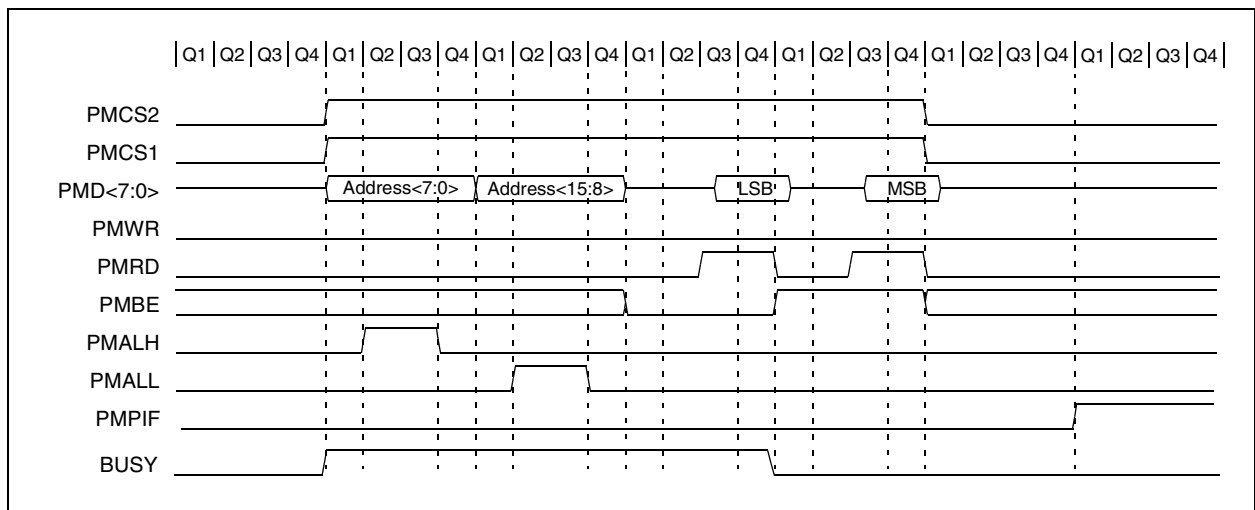 Q1 Q2 Q3 Q4 Q1 Q2 Q3 Q4 Q1 Q2 Q3 Q4 Q1 Q2 Q3 Q4 Q1 Q2 Q3 Q4 Q1 Q2 Q3 Q4 Q1 Q2 Q3 Q4
PMCS2
PMCS1
PMD<7:0> Address<7:0> Address<15:8> LSB MSB
PMWR
PMRD
PMBE
PMALH
PMALL
PMPIF
BUSY